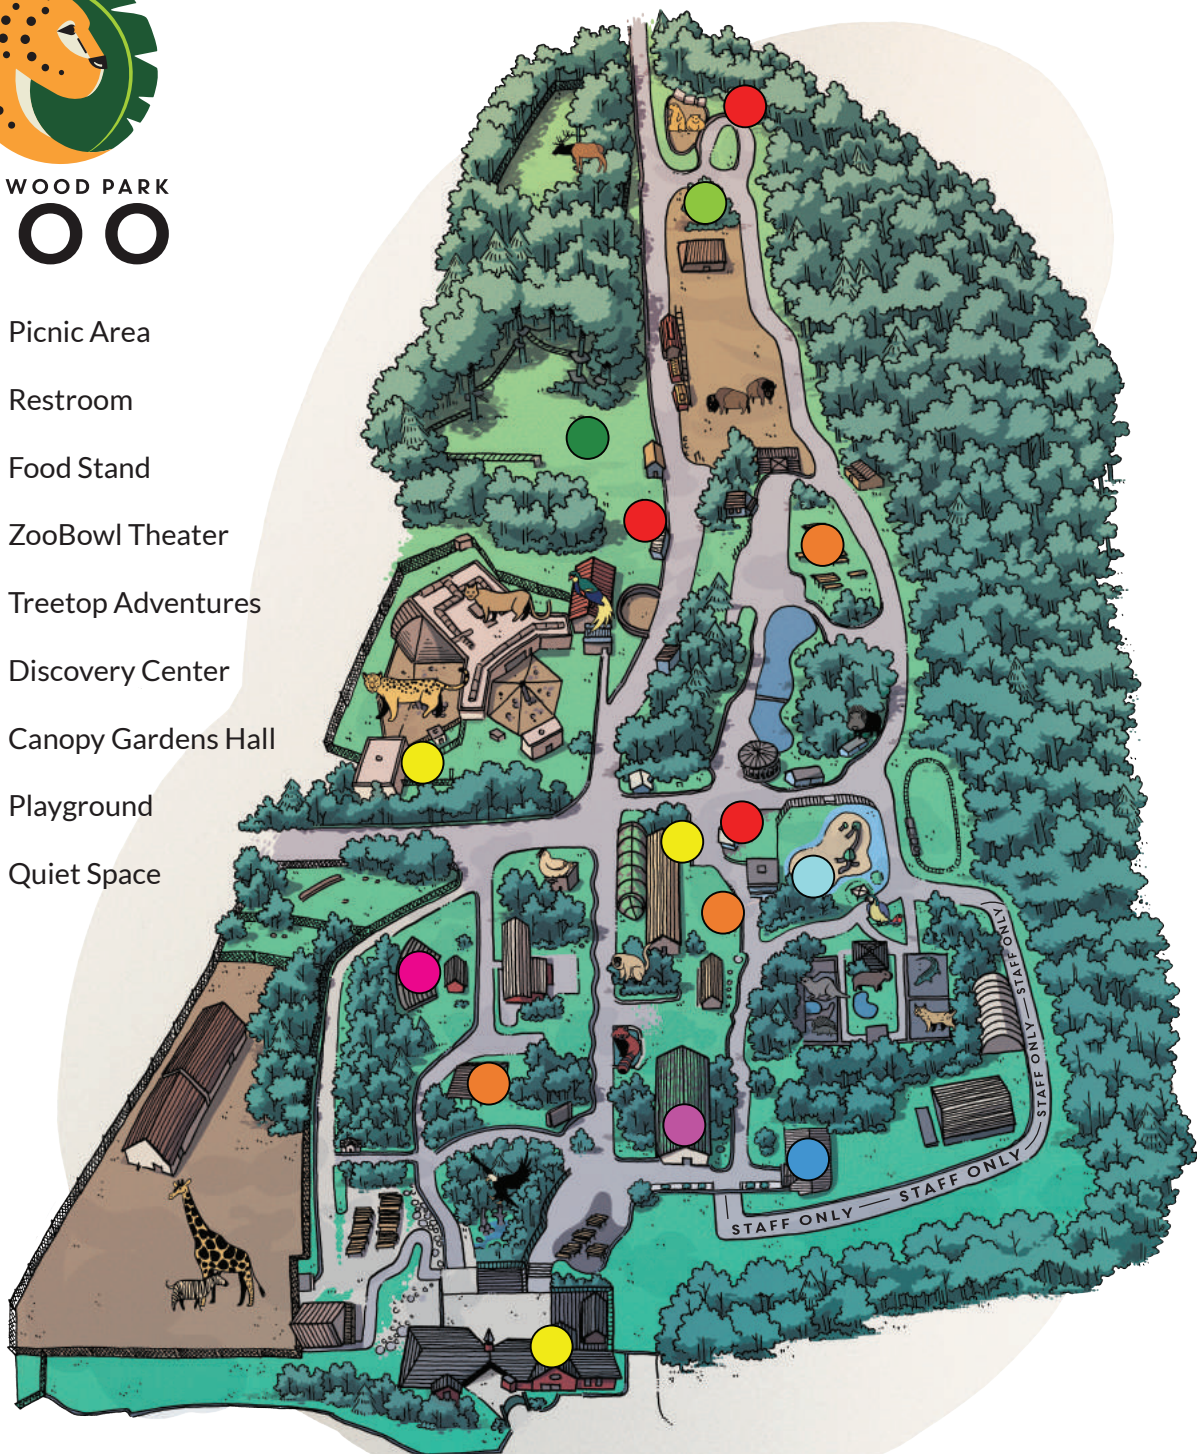 WOOD PARK
OO
Picnic Area
Restroom
Food Stand
ZooBowl Theater
Treetop Adventures
Discovery Center
Canopy Gardens Hall
Playground
Quiet Space
STAFF ONLY
STAFF ONLY
STAFF ONLY
STAFF ONLY